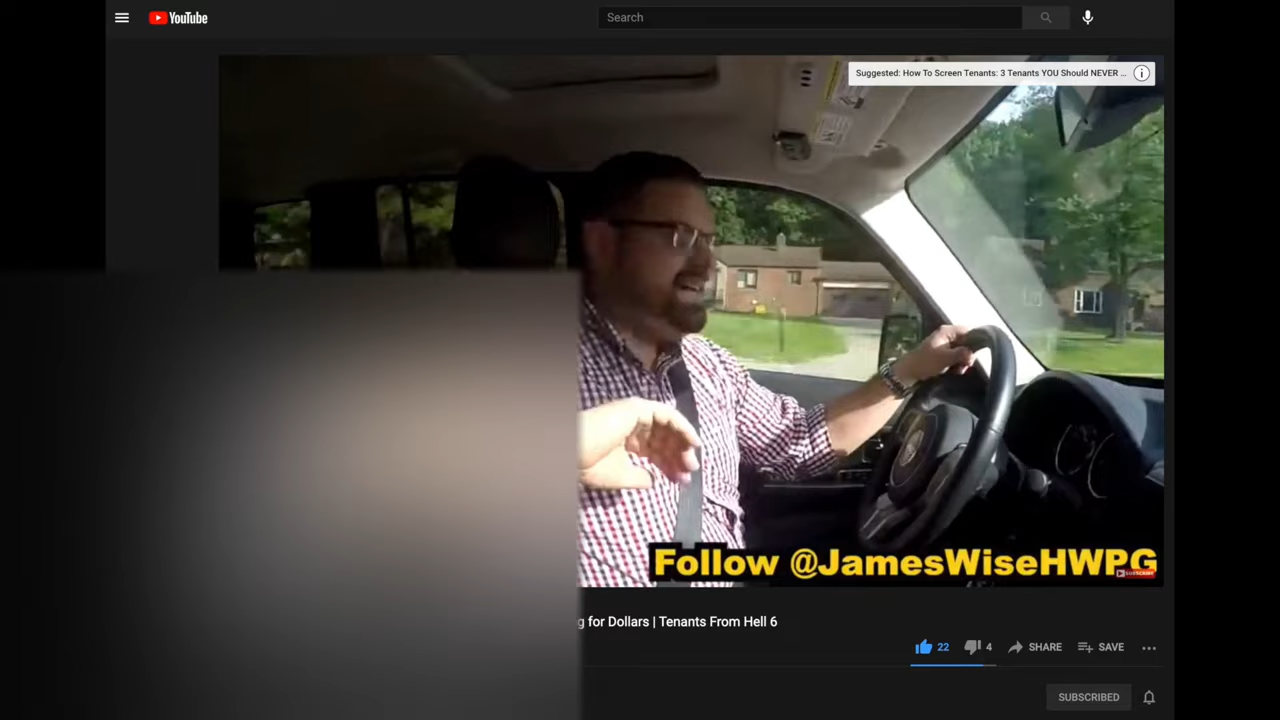 YouTube
Search
Suggested: How To Screen Tenants: 3 Tenants YOU Should NEVER ...
Follow @JamesWiseHWPG
SUBSCRIBE
g for Dollars | Tenants From Hell 6
22
4
SHARE
SAVE
SUBSCRIBED